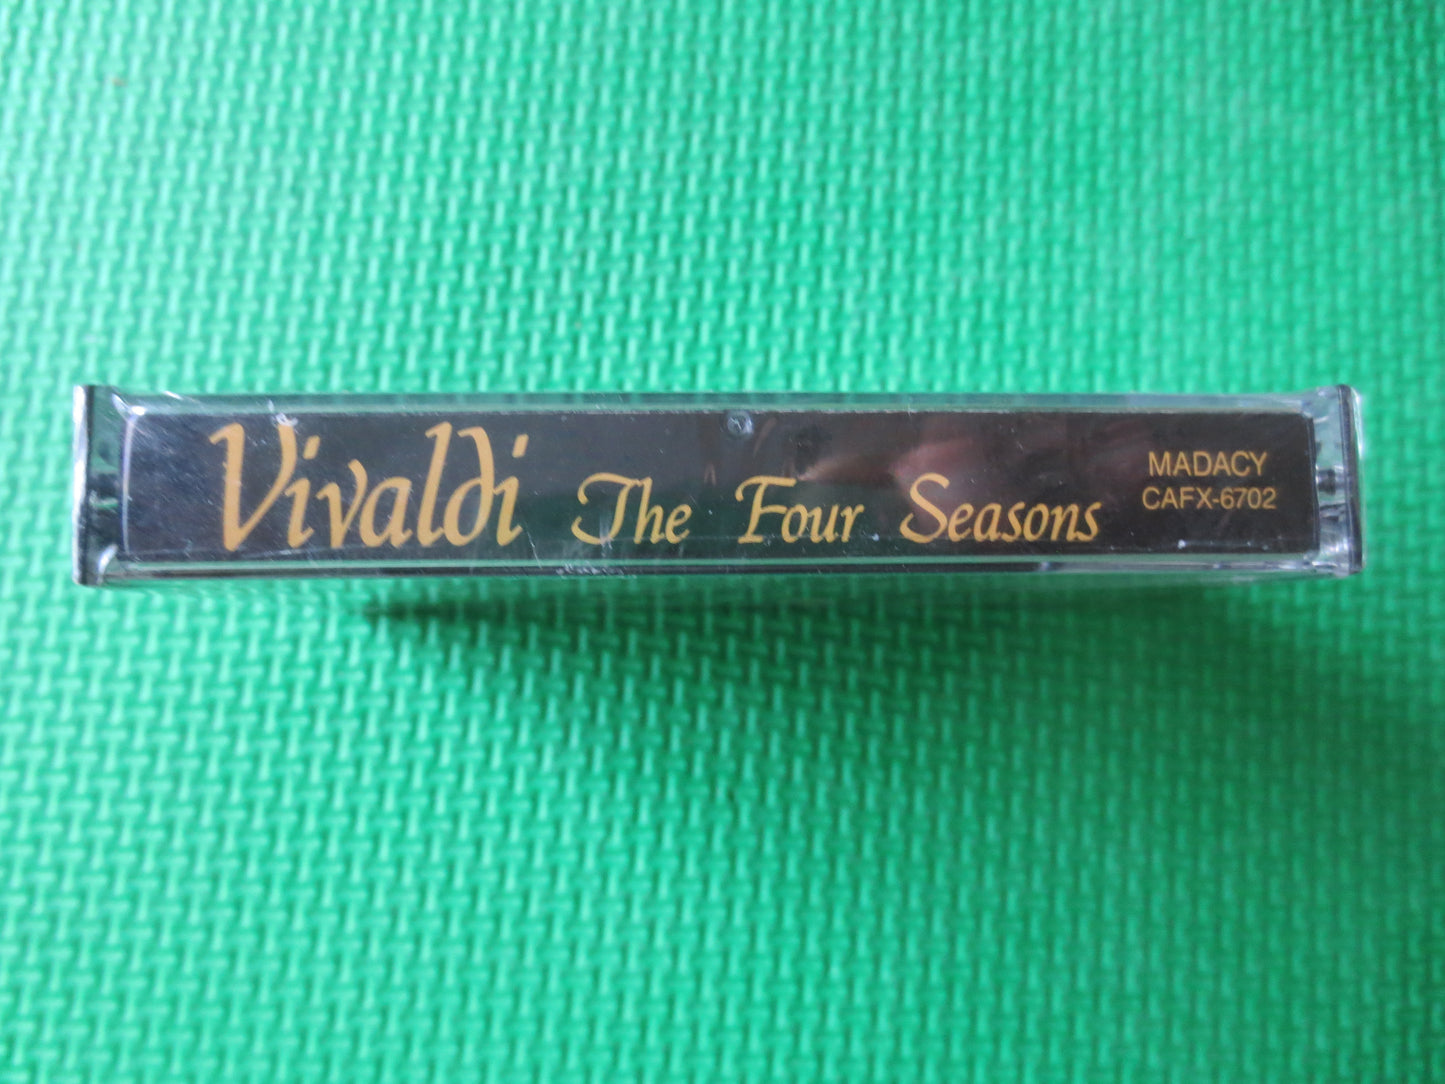 Vivaldi The Four Seasons
MADACY
CAFX-6702